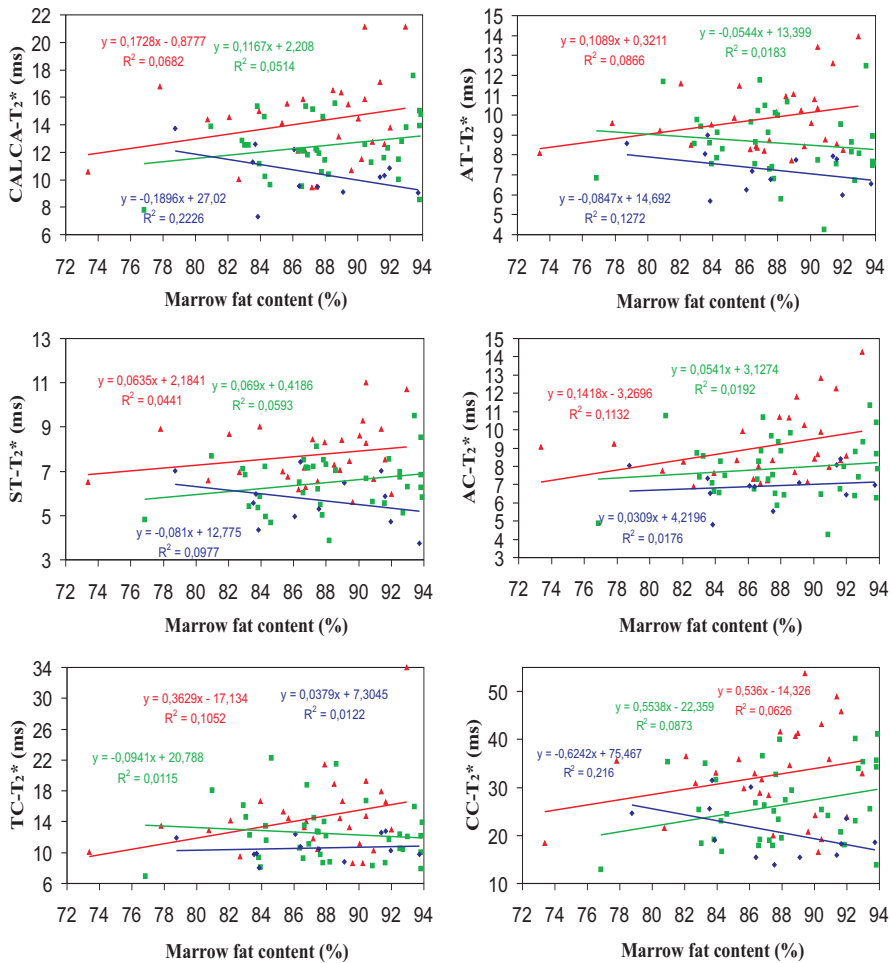 22
20
18
16
14
12
10
8
6
CALCA-T₂* (ms)
y = 0,1728x - 0,8777
R² = 0,0682
y = 0,1167x + 2,208
R² = 0,0514
y = -0,1896x + 27,02
R² = 0,2226
72 74 76 78 80 82 84 86 88 90 92 94
Marrow fat content (%)
15
14
13
12
11
10
9
8
7
6
5
4
AT-T₂* (ms)
y = 0,1089x + 0,3211
R² = 0,0866
y = -0,0544x + 13,399
R² = 0,0183
y = -0,0847x + 14,692
R² = 0,1272
72 74 76 78 80 82 84 86 88 90 92 94
Marrow fat content (%)
13
11
9
7
5
3
ST-T₂* (ms)
y = 0,0635x + 2,1841
R² = 0,0441
y = 0,069x + 0,4186
R² = 0,0593
y = -0,081x + 12,775
R² = 0,0977
72 74 76 78 80 82 84 86 88 90 92 94
Marrow fat content (%)
15
14
13
12
11
10
9
8
7
6
5
4
3
AC-T₂* (ms)
y = 0,1418x - 3,2696
R² = 0,1132
y = 0,0541x + 3,1274
R² = 0,0192
y = 0,0309x + 4,2196
R² = 0,0176
72 74 76 78 80 82 84 86 88 90 92 94
Marrow fat content (%)
34
30
26
22
18
14
10
6
TC-T₂* (ms)
y = 0,3629x - 17,134
R² = 0,1052
y = 0,0379x + 7,3045
R² = 0,0122
y = -0,0941x + 20,788
R² = 0,0115
72 74 76 78 80 82 84 86 88 90 92 94
Marrow fat content (%)
50
40
30
20
10
CC-T₂* (ms)
y = 0,536x - 14,326
R² = 0,0626
y = 0,5538x - 22,359
R² = 0,0873
y = -0,6242x + 75,467
R² = 0,216
72 74 76 78 80 82 84 86 88 90 92 94
Marrow fat content (%)